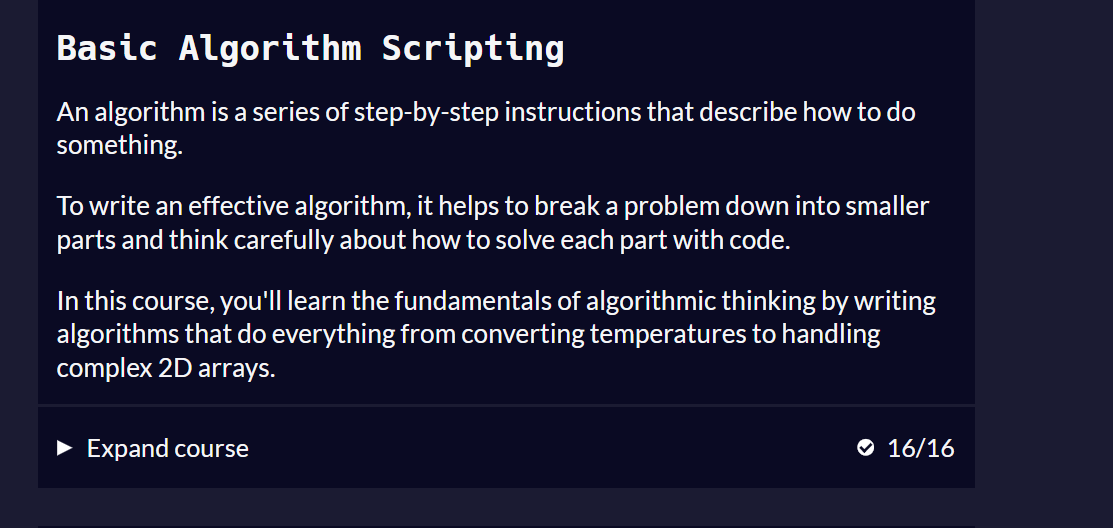 Basic Algorithm Scripting
An algorithm is a series of step-by-step instructions that describe how to do
something.
To write an effective algorithm, it helps to break a problem down into smaller
parts and think carefully about how to solve each part with code.
In this course, you'll learn the fundamentals of algorithmic thinking by writing
algorithms that do everything from converting temperatures to handling
complex 2D arrays.
Expand course 16/16